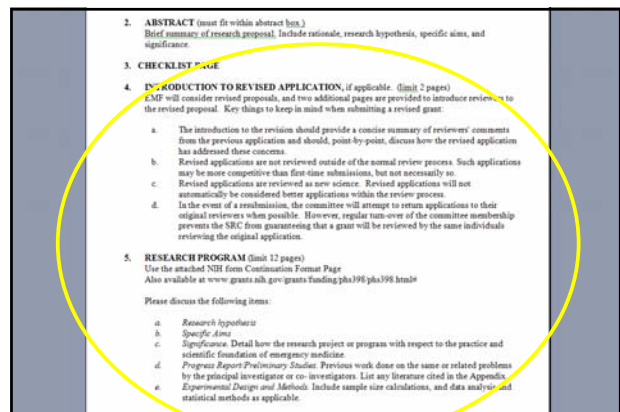 2. ABSTRACT (must fit within abstract box.)
Brief summary of research proposal. Include rationale, research hypothesis, specific aims, and
significance.
3. CHECKLIST PAGE
4. INTRODUCTION TO REVISED APPLICATION, if applicable. (limit 2 pages)
EMF will consider revised proposals, and two additional pages are provided to introduce reviewers to
the revised proposal. Key things to keep in mind when submitting a revised grant:
a. The introduction to the revision should provide a concise summary of reviewers' comments
from the previous application and should, point-by-point, discuss how the revised application
has addressed these concerns.
b. Revised applications are not reviewed outside of the normal review process. Such applications
may be more competitive than first-time submissions, but not necessarily so.
c. Revised applications are reviewed as new science. Revised applications will not
automatically be considered better applications within the review process.
d. In the event of a resubmission, the committee will attempt to return applications to their
original reviewers when possible. However, regular turn-over of the committee membership
prevents the SRC from guaranteeing that a grant will be reviewed by the same individuals
reviewing the original application.
5. RESEARCH PROGRAM (limit 12 pages)
Use the attached NIH form Continuation Format Page
Also available at www.grants.nih.gov/grants/funding/phs398/phs398.html#
Please discuss the following items:
a. Research hypothesis
b. Specific Aims
c. Significance. Detail how the research project or program with respect to the practice and
scientific foundation of emergency medicine.
d. Progress Report/Preliminary Studies. Previous work done on the same or related problems
by the principal investigator or co- investigators. List any literature cited in the Appendix.
e. Experimental Design and Methods. Include sample size calculations, and data analysis and
statistical methods as applicable.